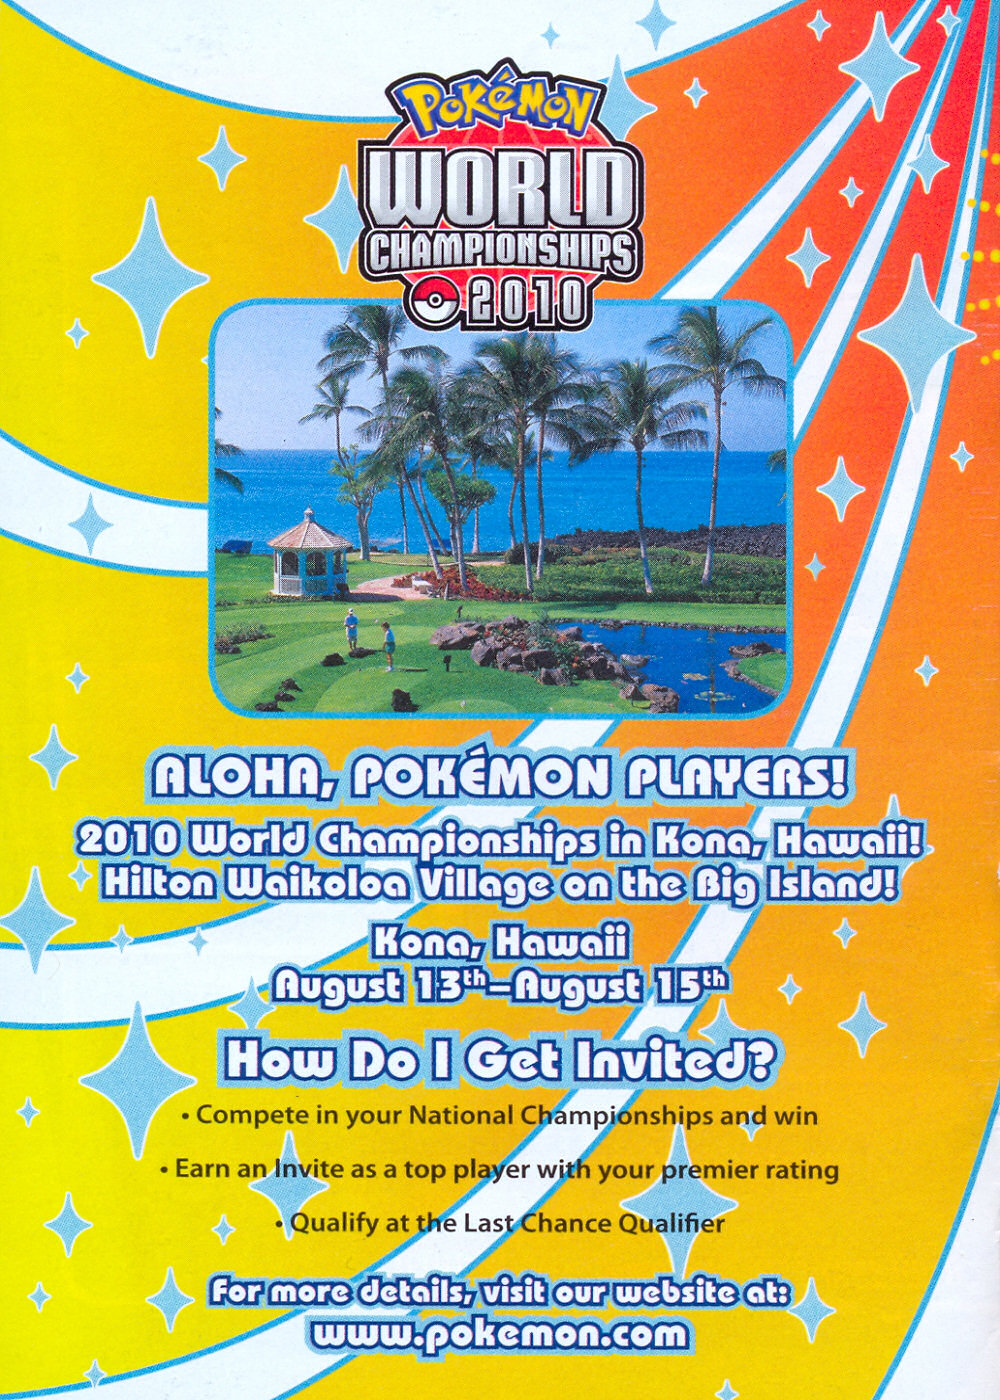 POKéMON
WORLD
CHAMPIONSHIPS
2010
ALOHA, POKÉMON PLAYERS!
2010 World Championships in Kona, Hawaii!
Hilton Waikoloa Village on the Big Island!
Kona, Hawaii
August 13th–August 15th
How Do I Get Invited?
• Compete in your National Championships and win
• Earn an Invite as a top player with your premier rating
• Qualify at the Last Chance Qualifier
For more details, visit our website at:
www.pokemon.com